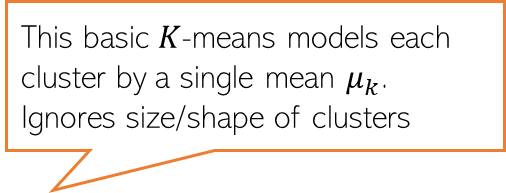 This basic 𝑲-means models each
cluster by a single mean 𝝁ₖ.
Ignores size/shape of clusters